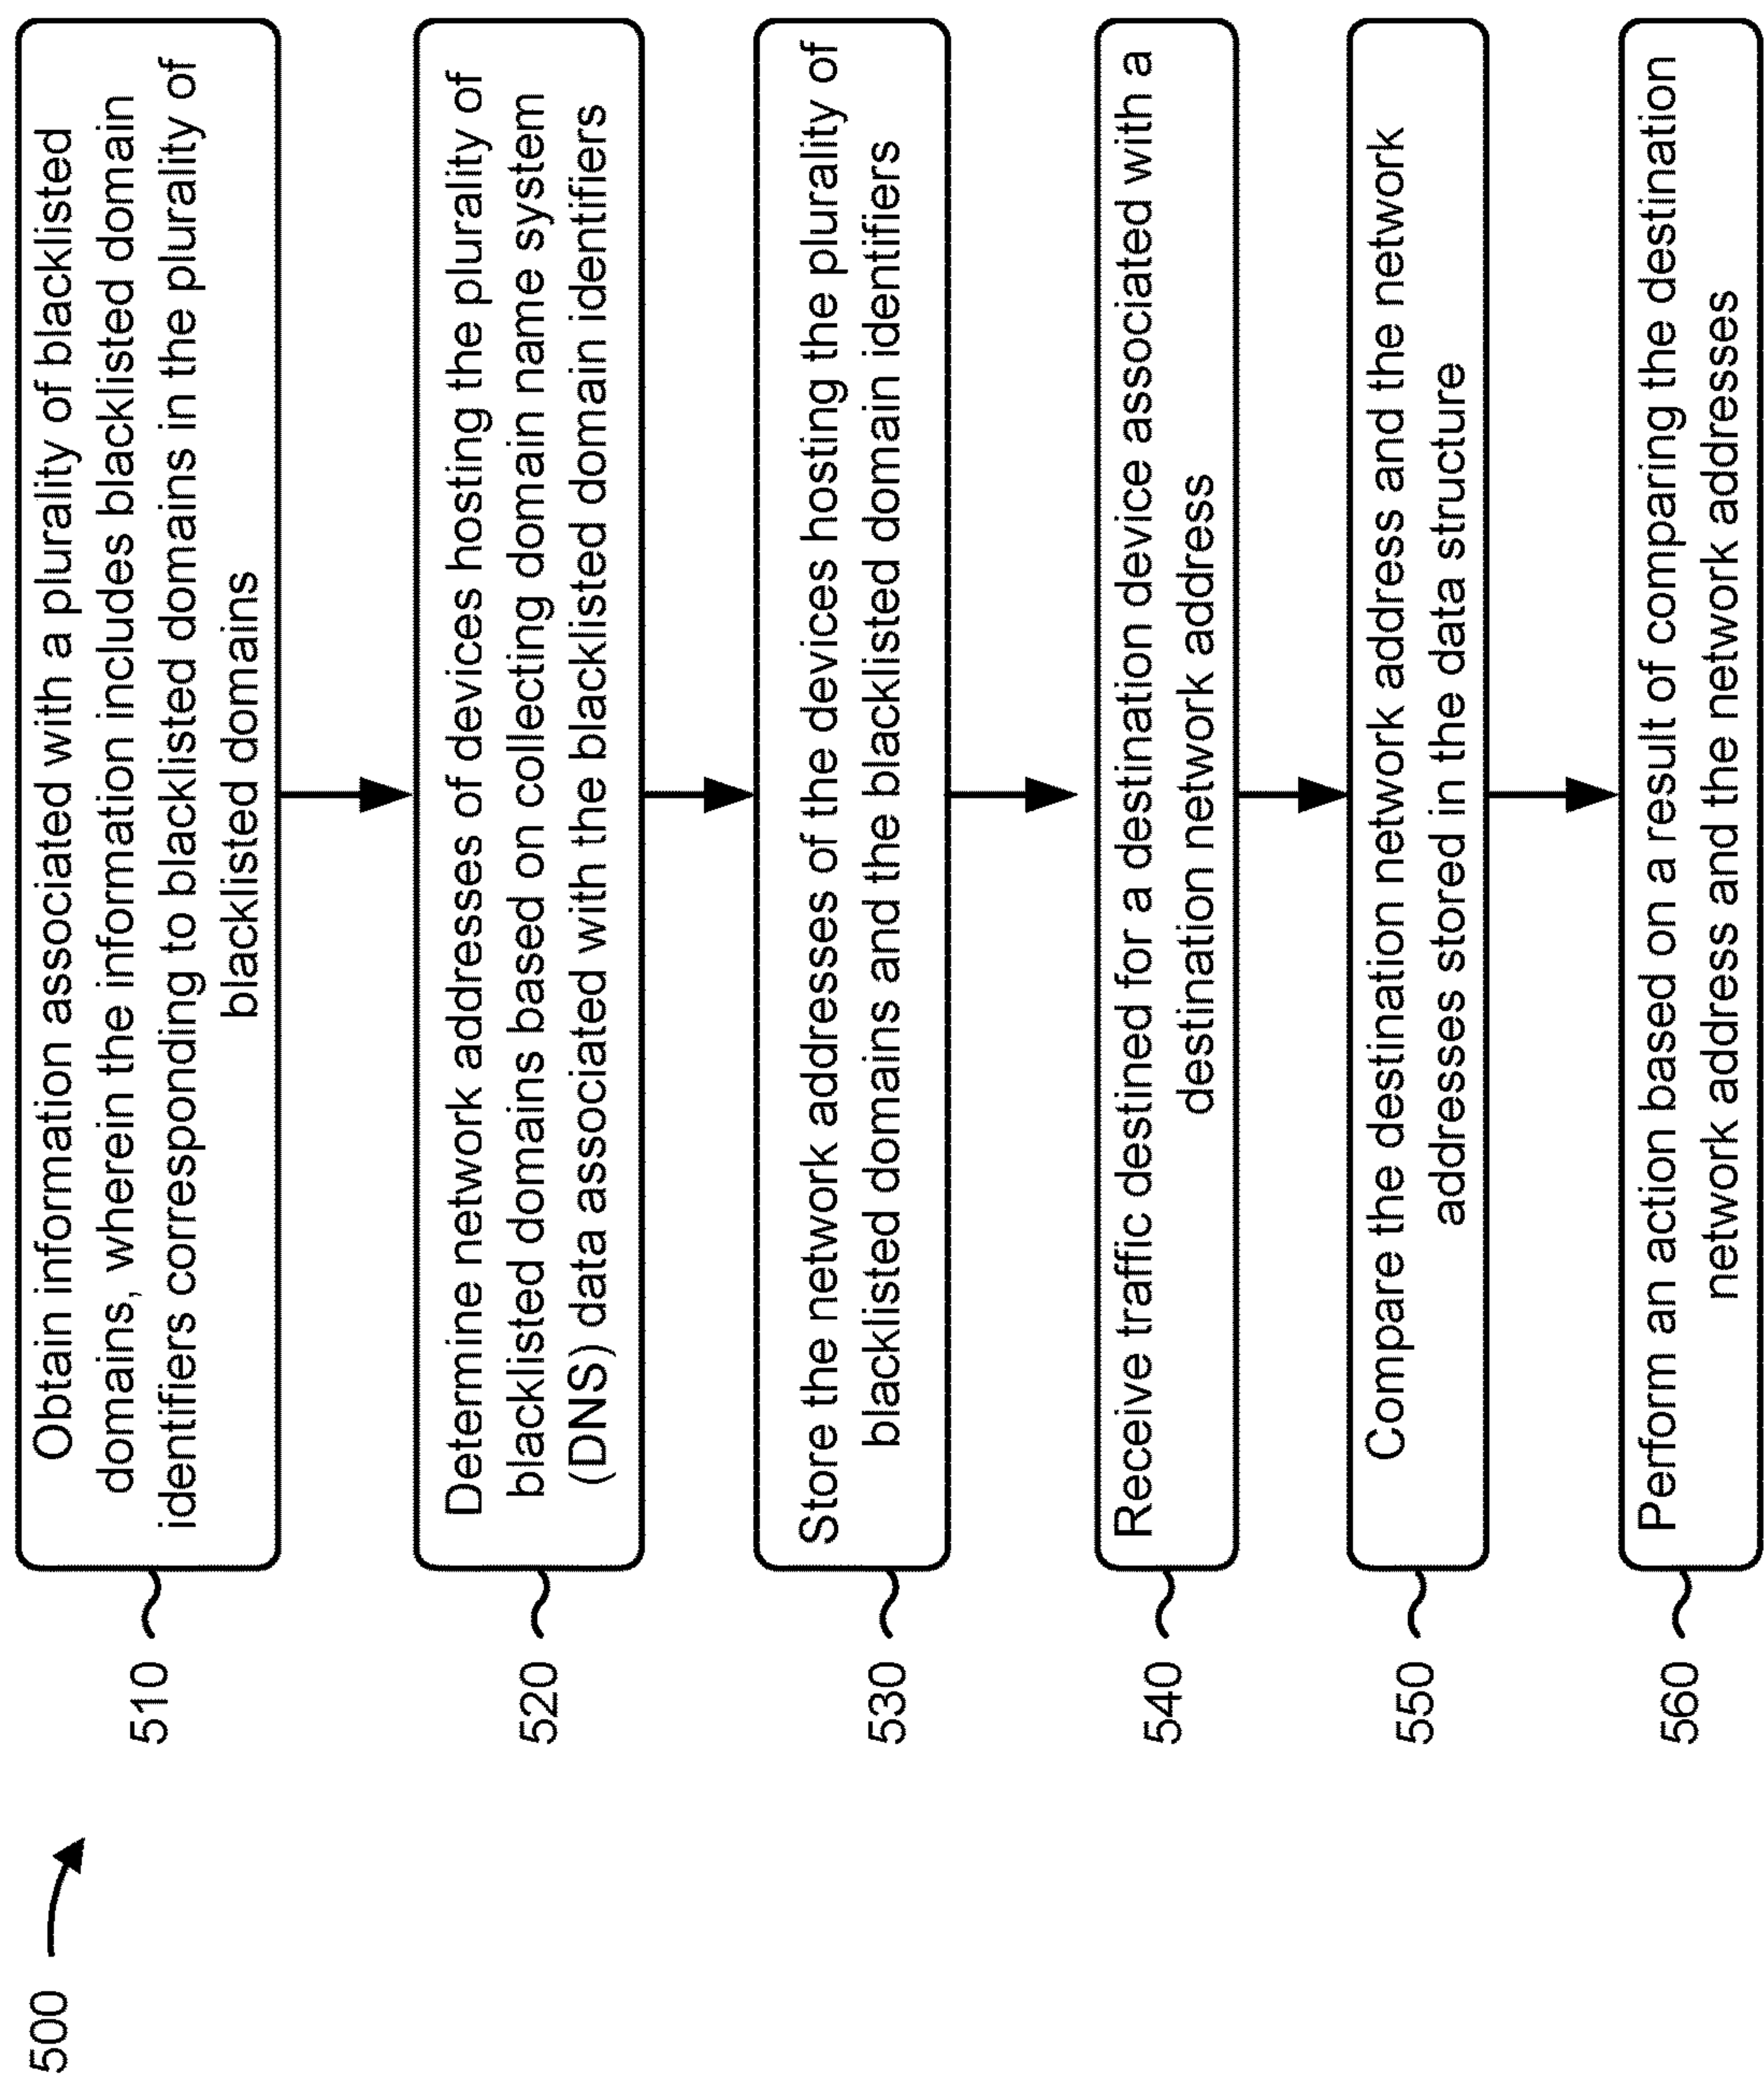 500
510
Obtain information associated with a plurality of blacklisted
domains, wherein the information includes blacklisted domain
identifiers corresponding to blacklisted domains in the plurality of
blacklisted domains
520
Determine network addresses of devices hosting the plurality of
blacklisted domains based on collecting domain name system
(DNS) data associated with the blacklisted domain identifiers
530
Store the network addresses of the devices hosting the plurality of
blacklisted domains and the blacklisted domain identifiers
540
Receive traffic destined for a destination device associated with a
destination network address
550
Compare the destination network address and the network
addresses stored in the data structure
560
Perform an action based on a result of comparing the destination
network address and the network addresses